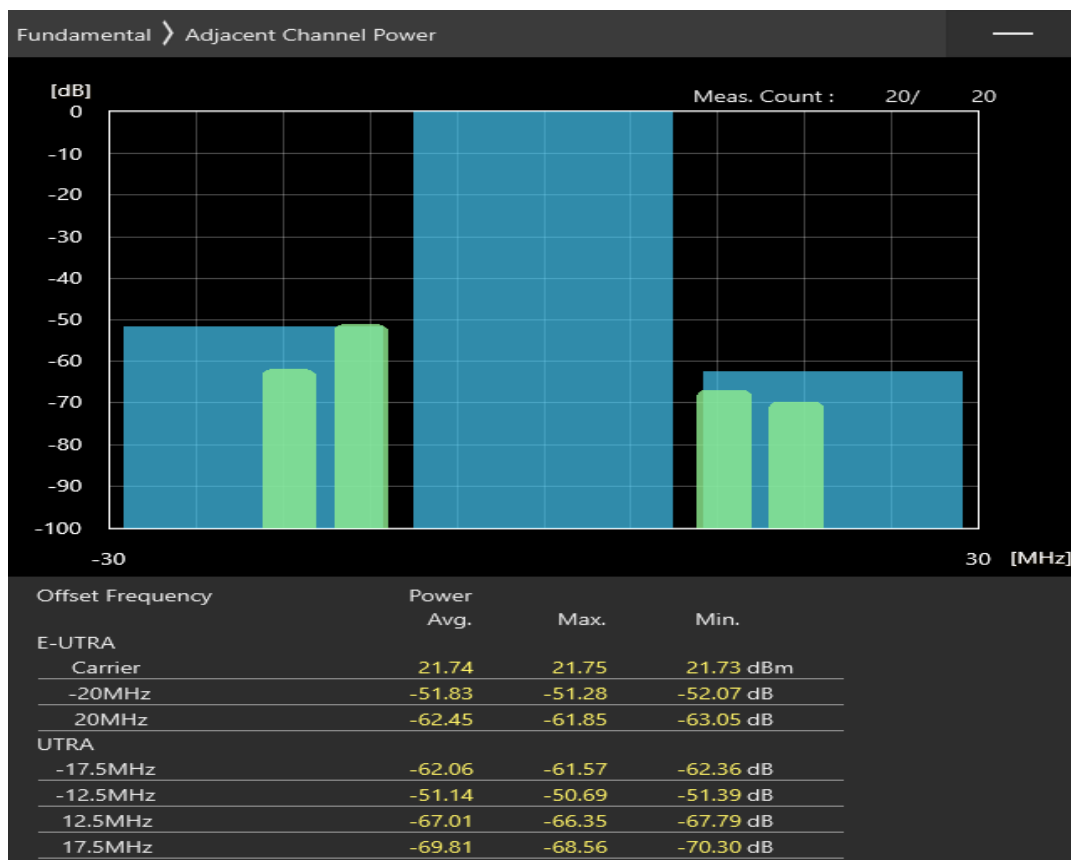 Fundamental ❯ Adjacent Channel Power
[dB]
Meas. Count : 20/ 20
0
-10
-20
-30
-40
-50
-60
-70
-80
-90
-100
-30 30 [MHz]
Offset Frequency Power
Avg. Max. Min.
E-UTRA
Carrier 21.74 21.75 21.73 dBm
-20MHz -51.83 -51.28 -52.07 dB
20MHz -62.45 -61.85 -63.05 dB
UTRA
-17.5MHz -62.06 -61.57 -62.36 dB
-12.5MHz -51.14 -50.69 -51.39 dB
12.5MHz -67.01 -66.35 -67.79 dB
17.5MHz -69.81 -68.56 -70.30 dB